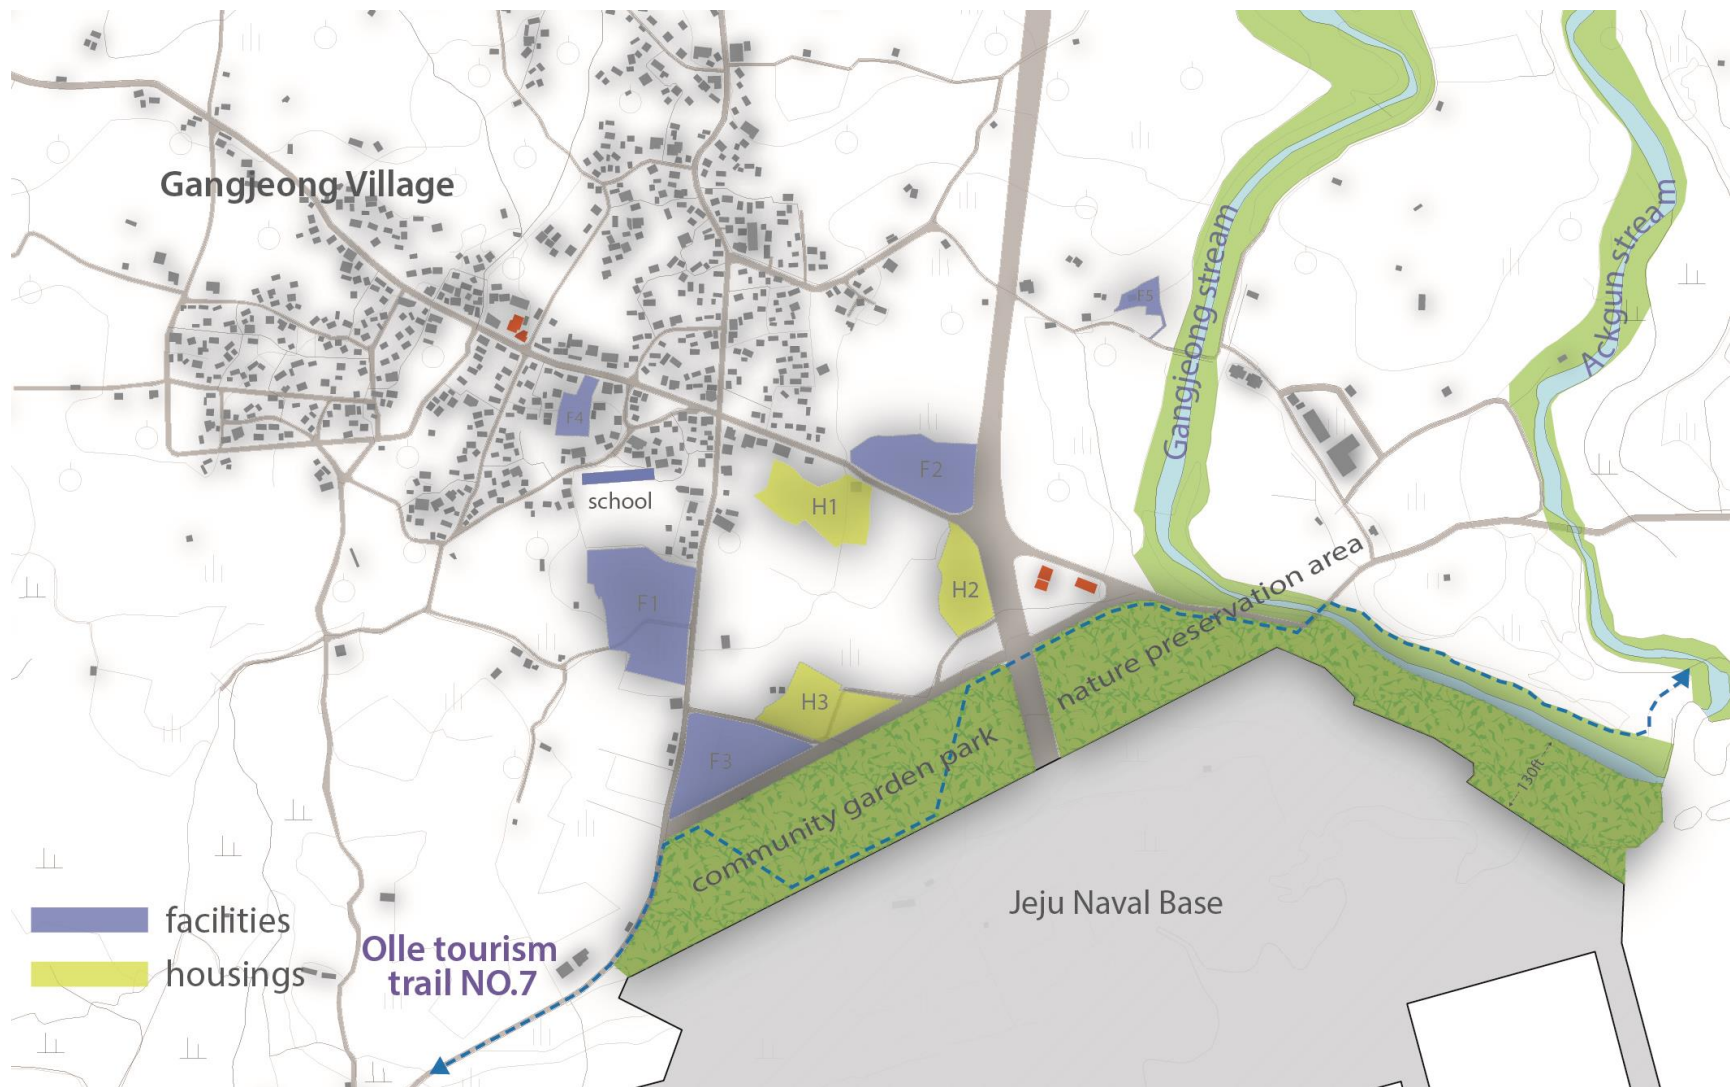 Gangjeong Village
Gangjeong stream
Ackgun stream
F5
F4
school
F2
H1
H2
F1
H3
F3
nature preservation area
community garden park
130ft
Jeju Naval Base
facilities
housings
Olle tourism
trail NO.7